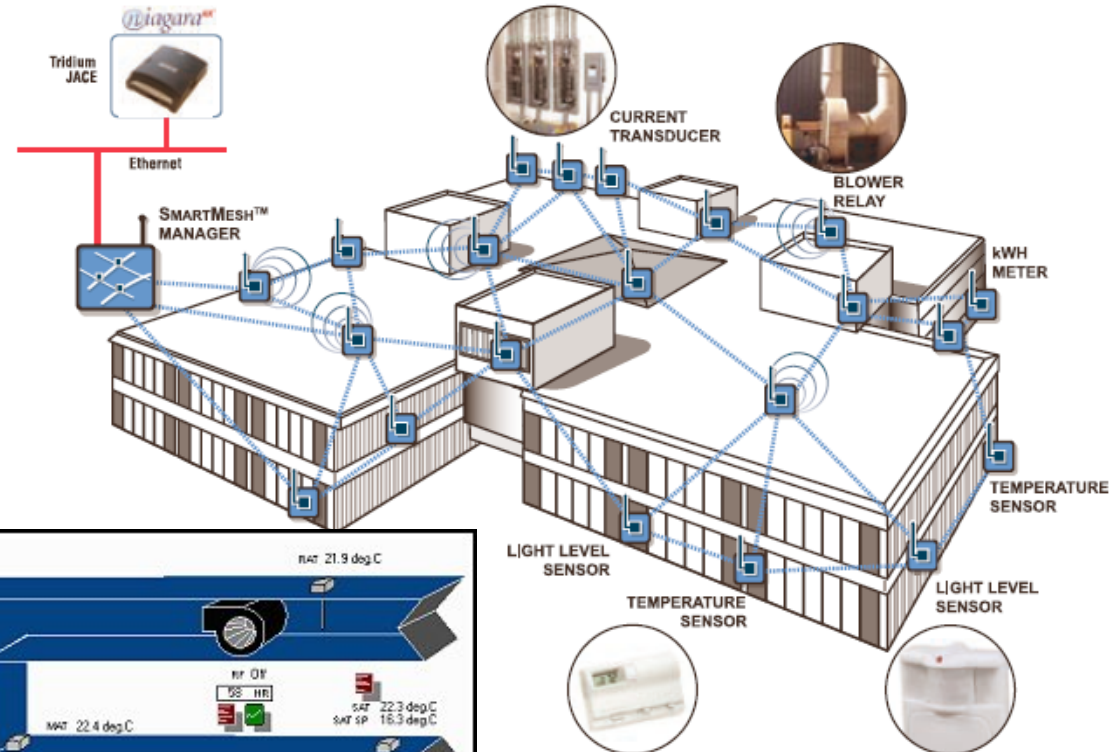 Niagara AX
Tridium
JACE
Ethernet
SMARTMESH™
MANAGER
CURRENT
TRANSDUCER
BLOWER
RELAY
kWH
METER
TEMPERATURE
SENSOR
LIGHT LEVEL
SENSOR
TEMPERATURE
SENSOR
LIGHT LEVEL
SENSOR
RAT 21.9 deg.C
RF Off
58 HR
SAT 22.3 deg.C
SAT SP 16.3 deg.C
MAT 22.4 deg.C